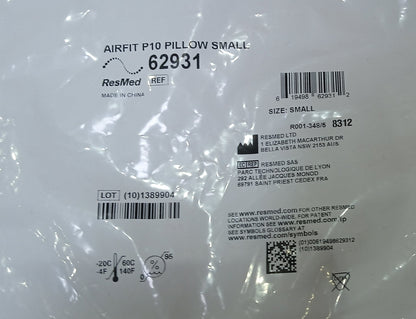 AIRFIT P10 PILLOW SMALL
ResMed
REF
62931
MADE IN CHINA
6 19498 62931 2
SIZE: SMALL
R001-348/5 8312
RESMED LTD
1 ELIZABETH MACARTHUR DR
BELLA VISTA NSW 2153 AUS
EC REP RESMED SAS
PARC TECHNOLOGIQUE DE LYON
292 ALLÉE JACQUES MONOD
69791 SAINT PRIEST CEDEX FRA
LOT (10)1389904
SEE www.resmed.com FOR OTHER RESMED
LOCATIONS WORLD-WIDE. FOR PATENT
INFORMATION SEE www.resmed.com/ip
SEE SYMBOLS GLOSSARY AT
www.resmed.com/symbols
(01)00619498629312
(10)1389904
-20C 60C
-4F 140F
95
%
0